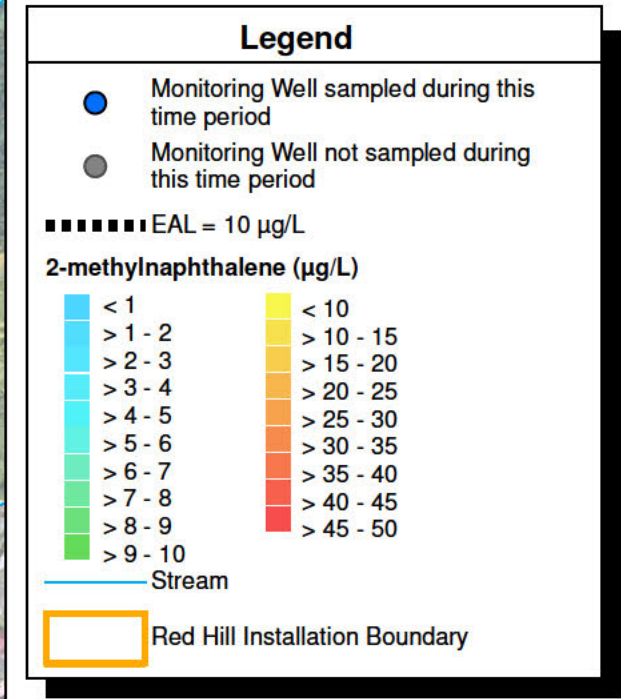 Legend
Monitoring Well sampled during this
time period
Monitoring Well not sampled during
this time period
EAL = 10 µg/L
2-methylnaphthalene (µg/L)
< 1
> 1 - 2
> 2 - 3
> 3 - 4
> 4 - 5
> 5 - 6
> 6 - 7
> 7 - 8
> 8 - 9
> 9 - 10
< 10
> 10 - 15
> 15 - 20
> 20 - 25
> 25 - 30
> 30 - 35
> 35 - 40
> 40 - 45
> 45 - 50
Stream
Red Hill Installation Boundary